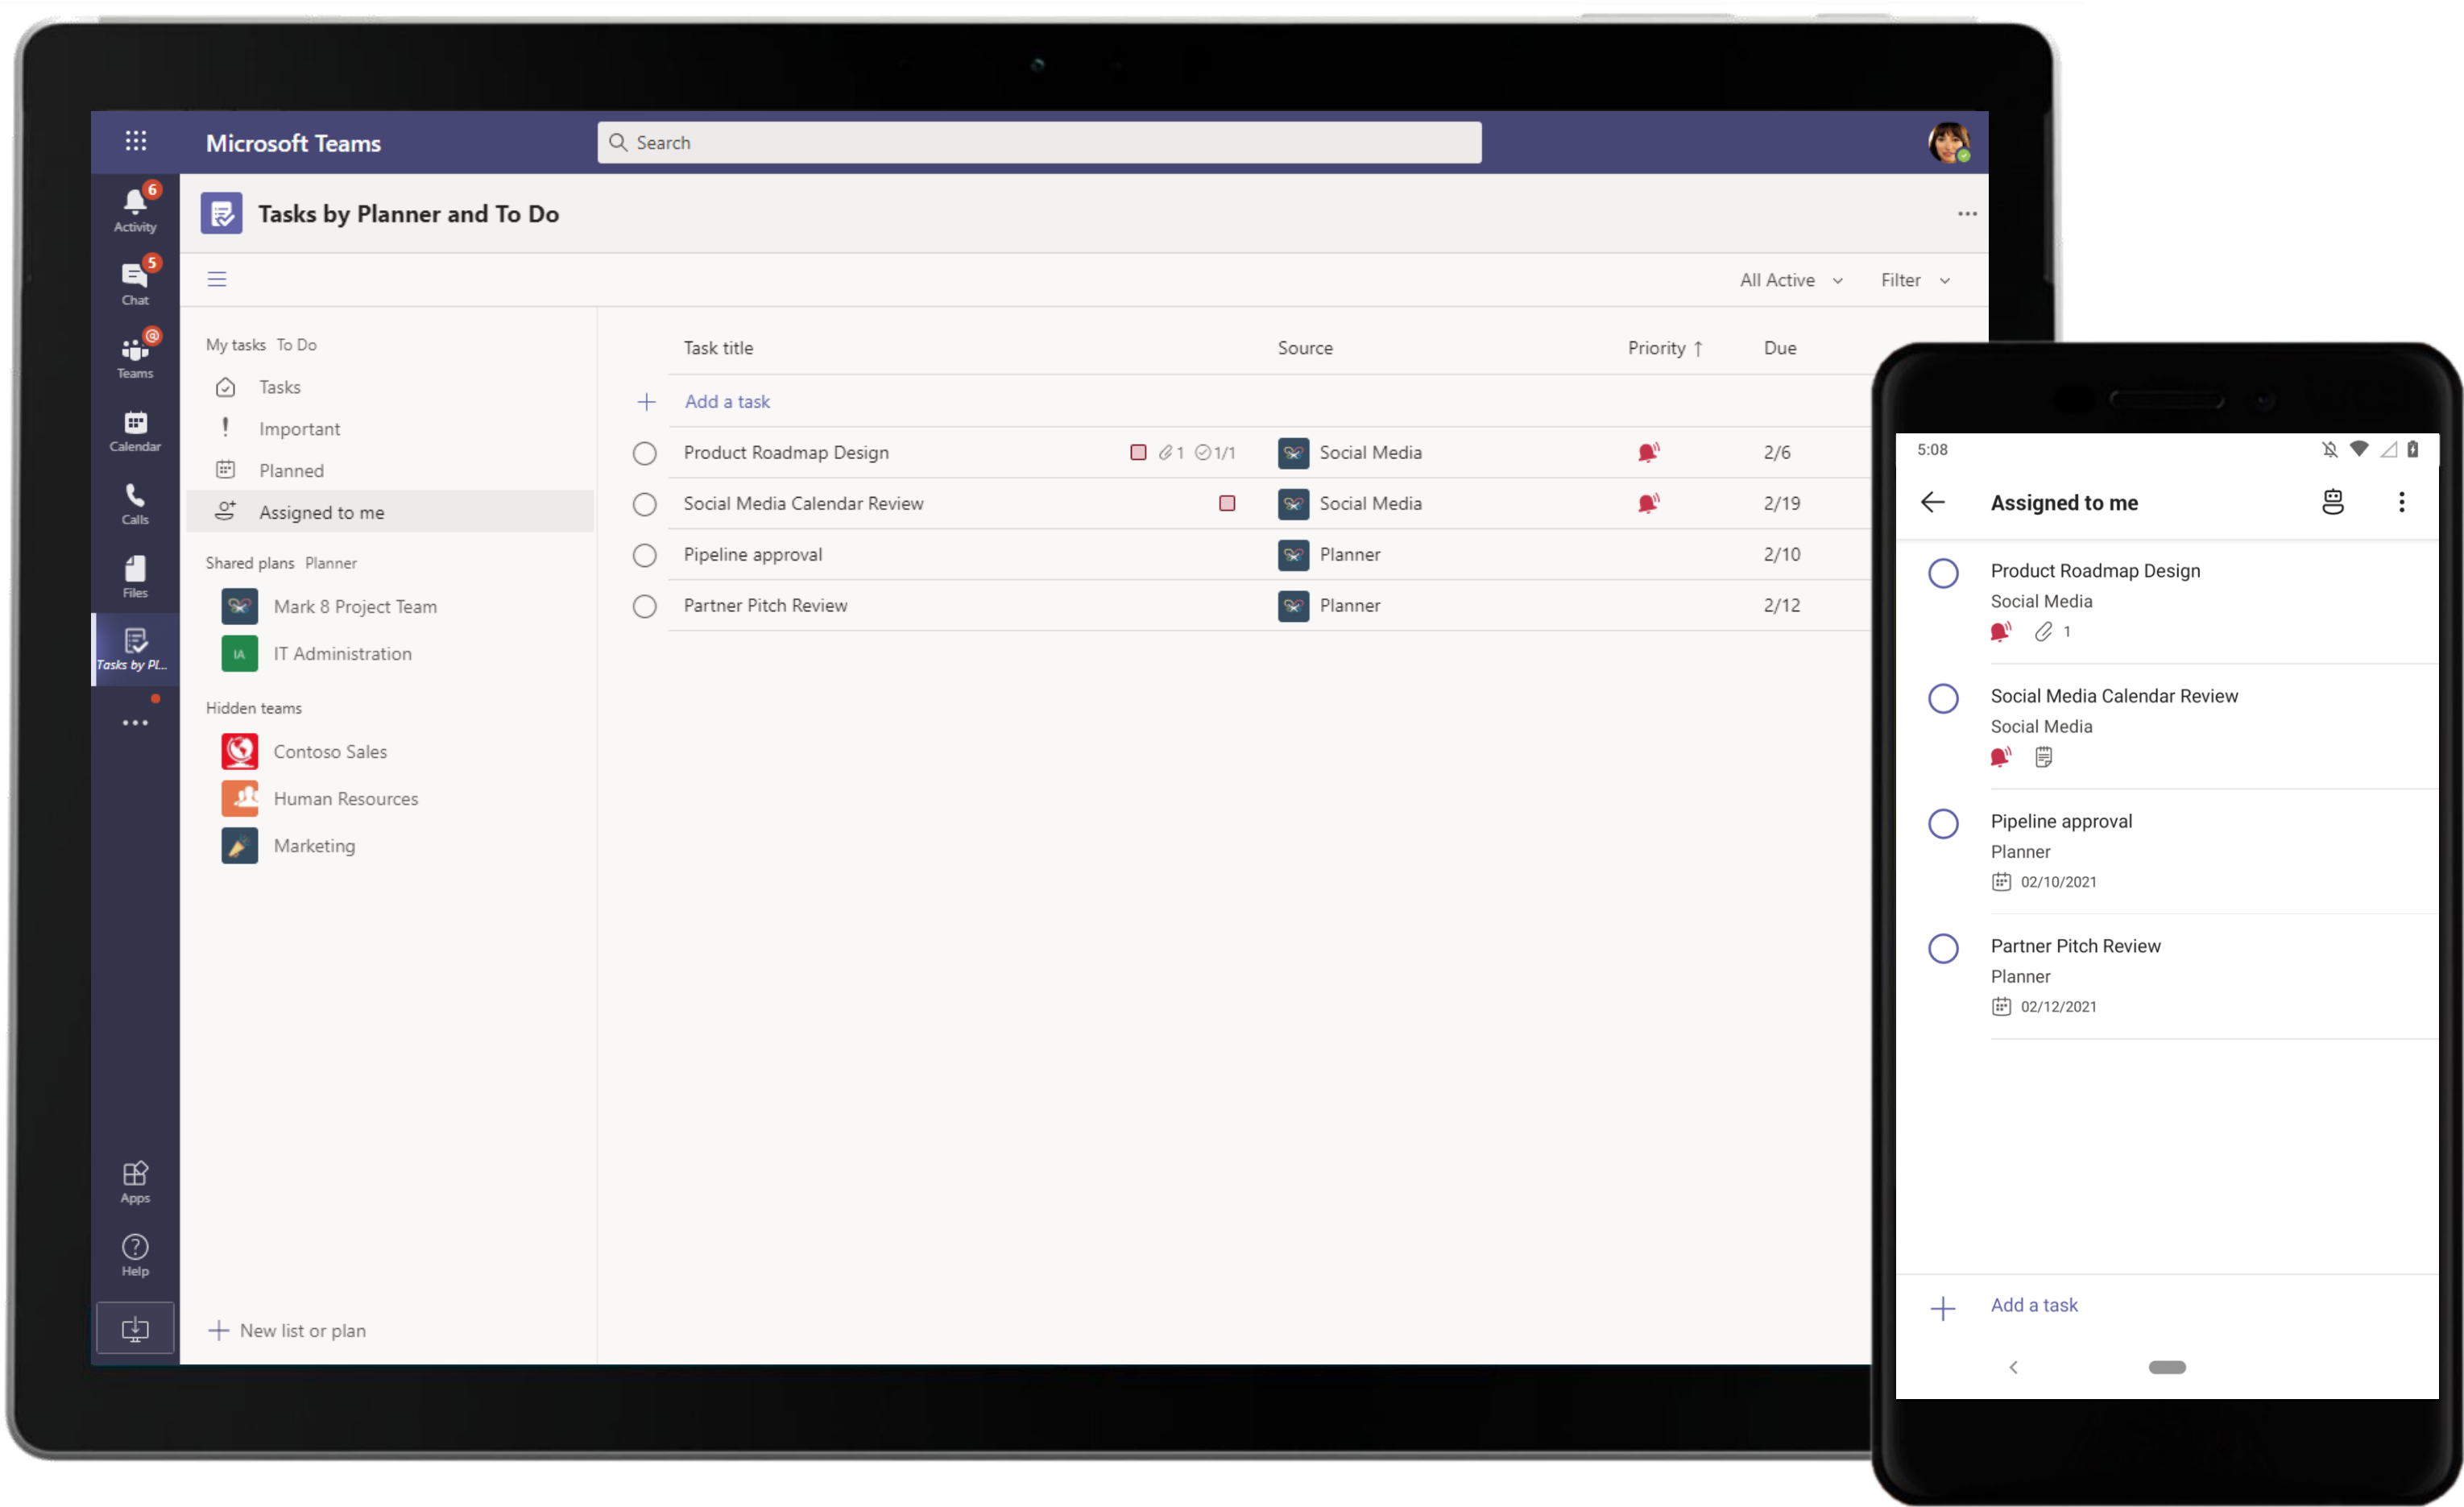 Microsoft Teams
Search
6
Activity
5
Chat
@
Teams
Calendar
Calls
Files
Tasks by Pl...
Apps
Help
Tasks by Planner and To Do
All Active
Filter
My tasks To Do
Tasks
Important
Planned
Assigned to me
Shared plans Planner
Mark 8 Project Team
IA IT Administration
Hidden teams
Contoso Sales
Human Resources
Marketing
+ New list or plan
Task title Source Priority ↑ Due
+ Add a task
Product Roadmap Design 1 1/1 Social Media 2/6
Social Media Calendar Review Social Media 2/19
Pipeline approval Planner 2/10
Partner Pitch Review Planner 2/12
5:08
Assigned to me
Product Roadmap Design
Social Media
1
Social Media Calendar Review
Social Media
Pipeline approval
Planner
02/10/2021
Partner Pitch Review
Planner
02/12/2021
+ Add a task